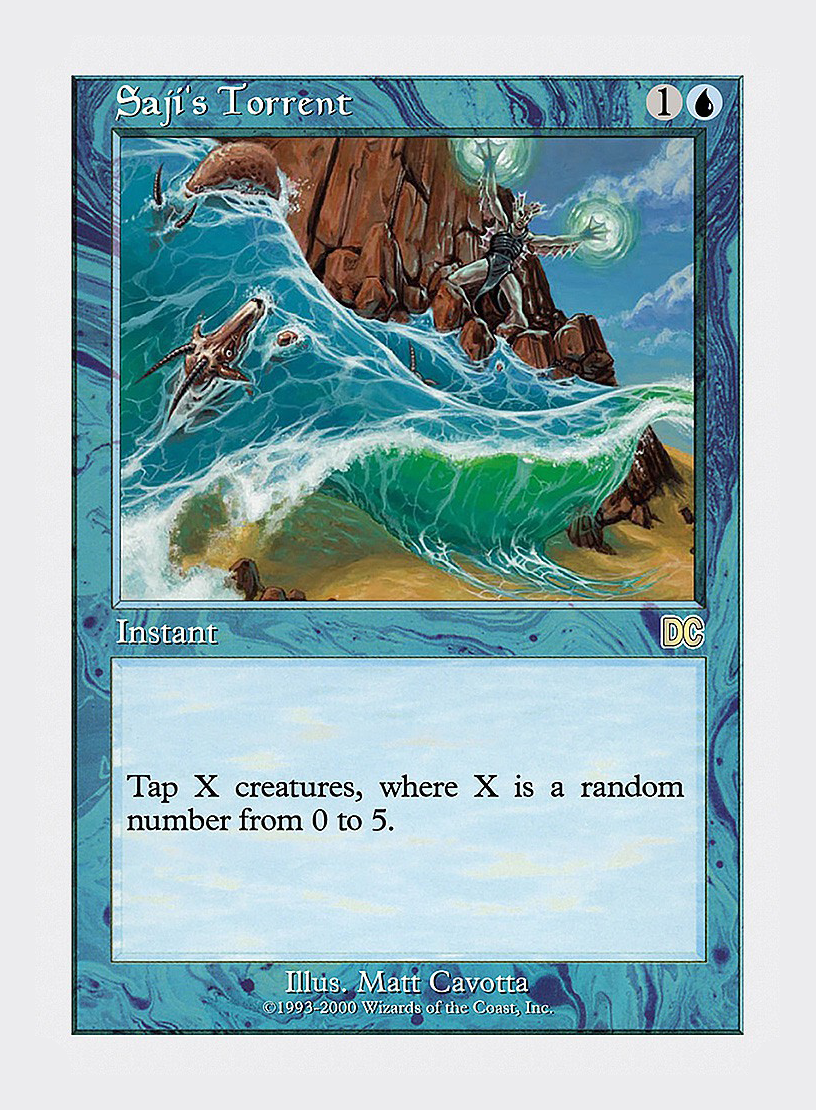 Saji's Torrent 1
Instant DC
Tap X creatures, where X is a random
number from 0 to 5.
Illus. Matt Cavotta
©1993-2000 Wizards of the Coast, Inc.